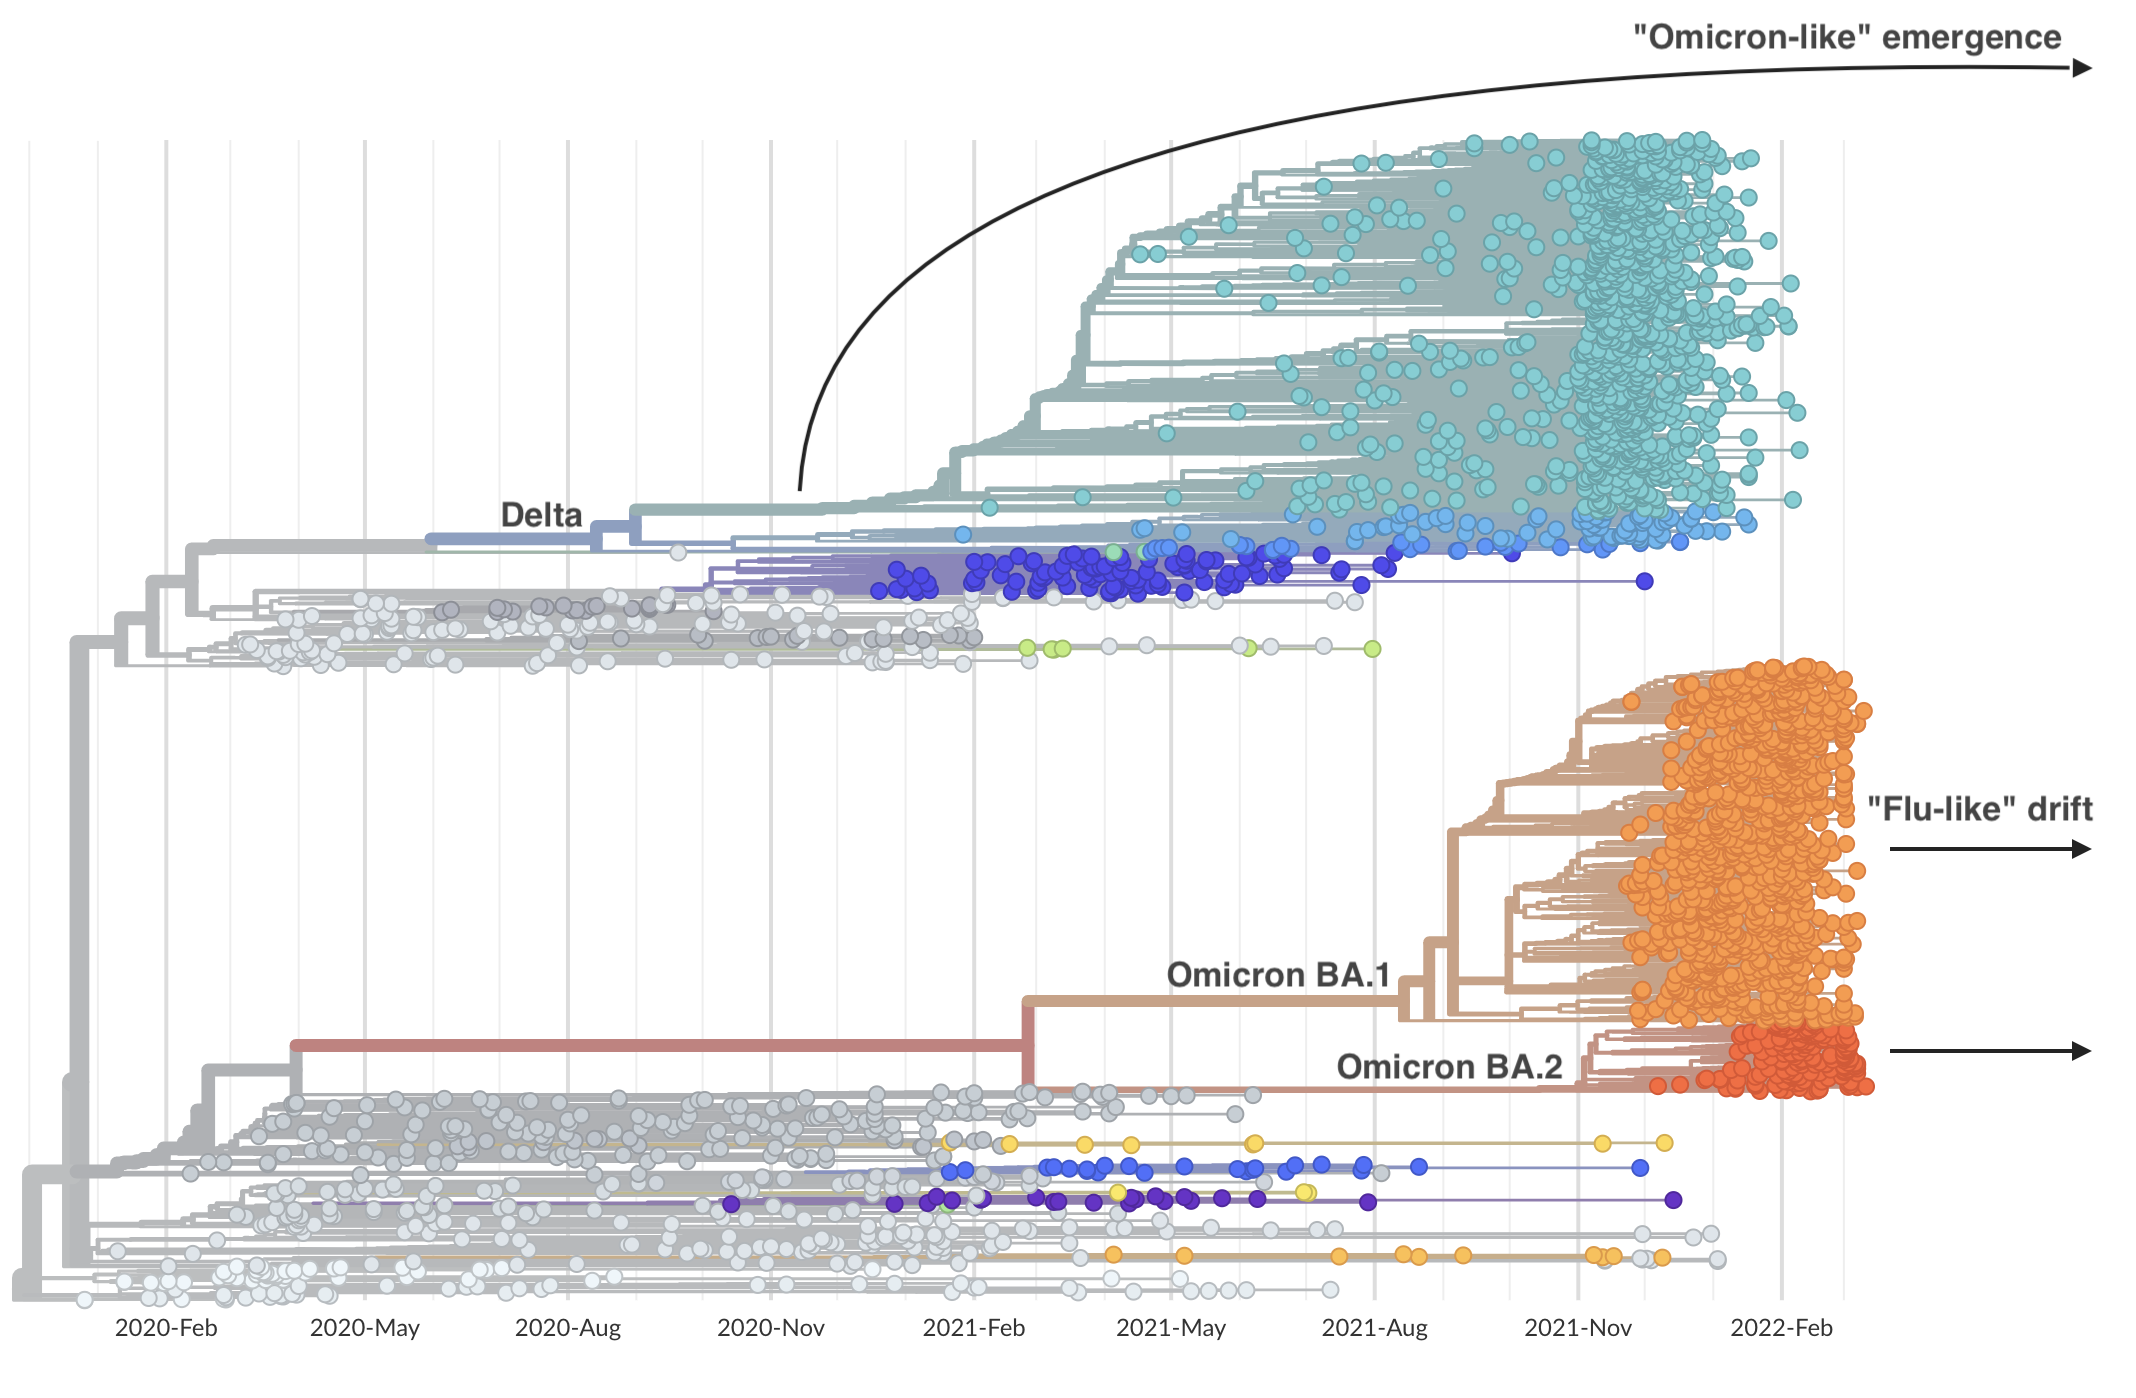 "Omicron-like" emergence
Delta
"Flu-like" drift
Omicron BA.1
Omicron BA.2
2020-Feb 2020-May 2020-Aug 2020-Nov 2021-Feb 2021-May 2021-Aug 2021-Nov 2022-Feb